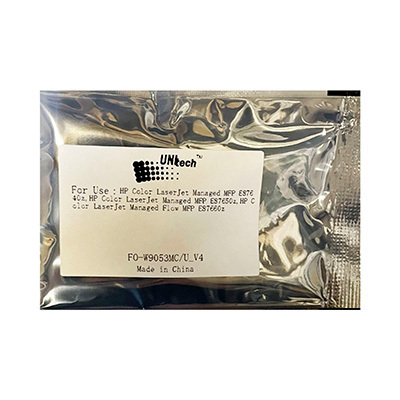 UNItech™
For Use : HP Color LaserJet Managed MFP E876
40z,HP Color LaserJet Managed MFP E87650z,HP C
olor LaserJet Managed Flow MFP E87660z
FO-W9053MC/U_V4
Made in China